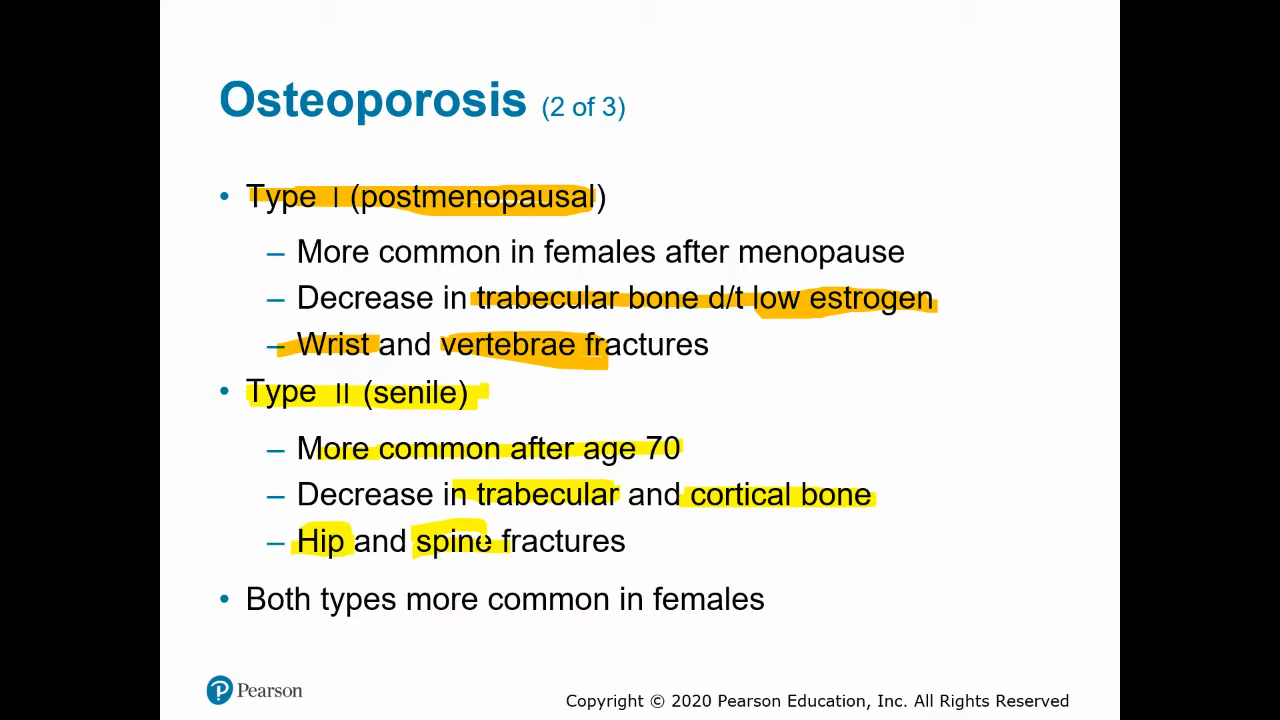 Osteoporosis (2 of 3)
• Type I (postmenopausal)
– More common in females after menopause
– Decrease in trabecular bone d/t low estrogen
– Wrist and vertebrae fractures
• Type II (senile)
– More common after age 70
– Decrease in trabecular and cortical bone
– Hip and spine fractures
• Both types more common in females
P Pearson
Copyright © 2020 Pearson Education, Inc. All Rights Reserved